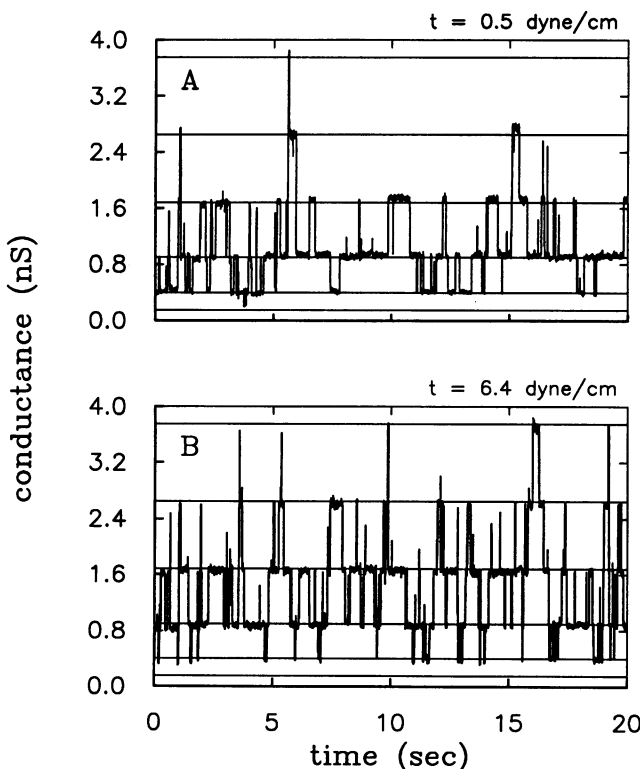 t = 0.5 dyne/cm
4.0
A
3.2
2.4
1.6
0.8
0.0
conductance (nS)
t = 6.4 dyne/cm
4.0
B
3.2
2.4
1.6
0.8
0.0
0 5 10 15 20
time (sec)